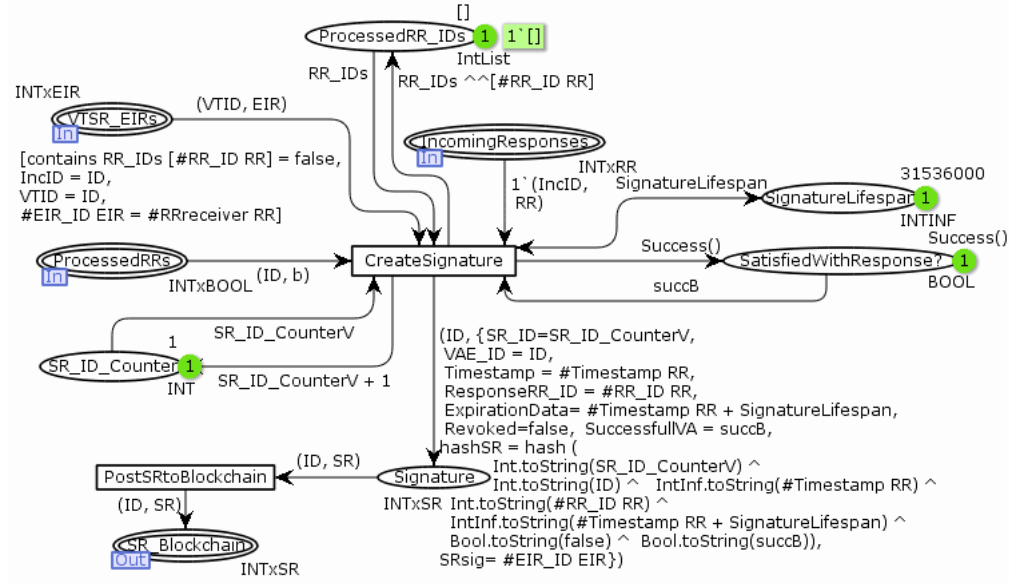 []
ProcessedRR_IDs
1
1`[]
IntList
RR_IDs
RR_IDs ^^[#RR_ID RR]
INTxEIR
VTSR_EIRs
In
(VTID, EIR)
[contains RR_IDs [#RR_ID RR] = false,
IncID = ID,
VTID = ID,
#EIR_ID EIR = #RRreceiver RR]
IncomingResponses
In
INTxRR
1`(IncID,
RR)
SignatureLifespan
31536000
SignatureLifespan
1
INTINF
ProcessedRRs
In
INTxBOOL
(ID, b)
CreateSignature
Success()
Success()
SatisfiedWithResponse?
1
BOOL
succB
SR_ID_CounterV
1
SR_ID_Counter
1
INT
SR_ID_CounterV + 1
(ID, {SR_ID=SR_ID_CounterV,
VAE_ID = ID,
Timestamp = #Timestamp RR,
ResponseRR_ID = #RR_ID RR,
ExpirationData= #Timestamp RR + SignatureLifespan,
Revoked=false, SuccessfullVA = succB,
hashSR = hash (
Int.toString(SR_ID_CounterV) ^
Int.toString(ID) ^ IntInf.toString(#Timestamp RR) ^
Int.toString(#RR_ID RR) ^
IntInf.toString(#Timestamp RR + SignatureLifespan) ^
Bool.toString(false) ^ Bool.toString(succB)),
SRsig= #EIR_ID EIR})
Signature
INTxSR
(ID, SR)
PostSRtoBlockchain
(ID, SR)
SR_Blockchain
Out
INTxSR